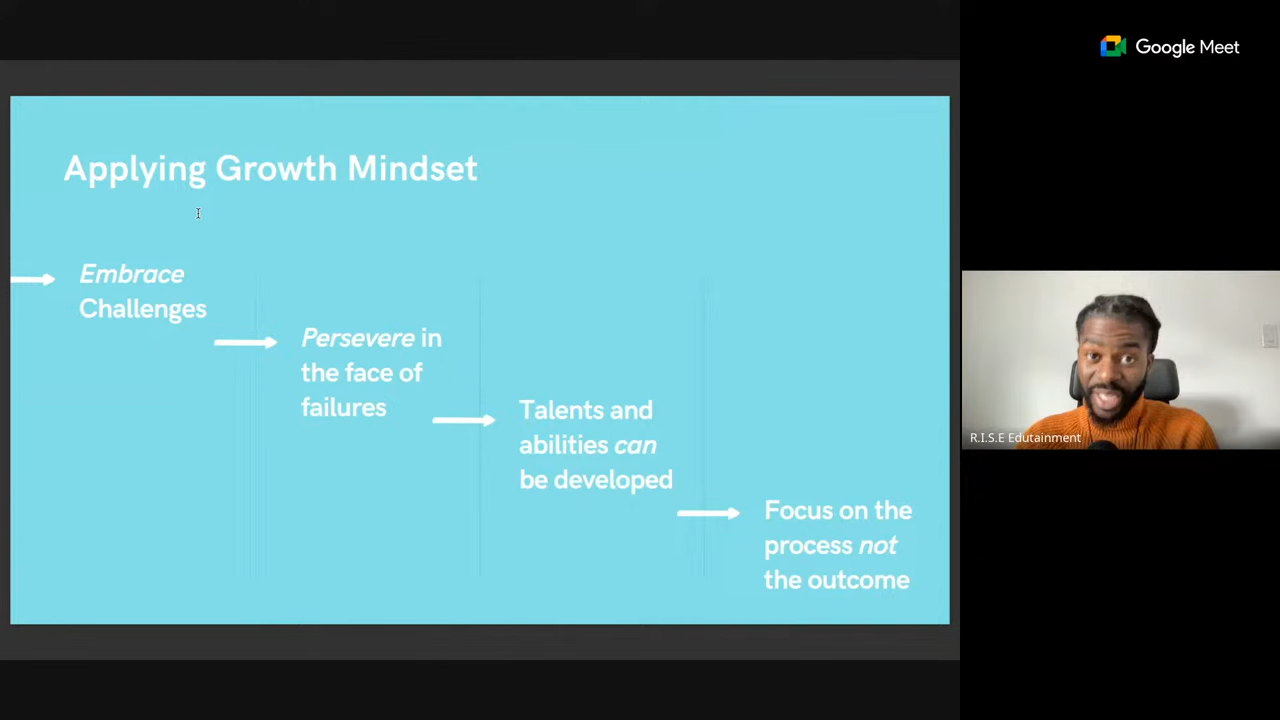 Google Meet
Applying Growth Mindset
Embrace
Challenges
Persevere in
the face of
failures
Talents and
abilities can
be developed
Focus on the
process not
the outcome
R.I.S.E Edutainment